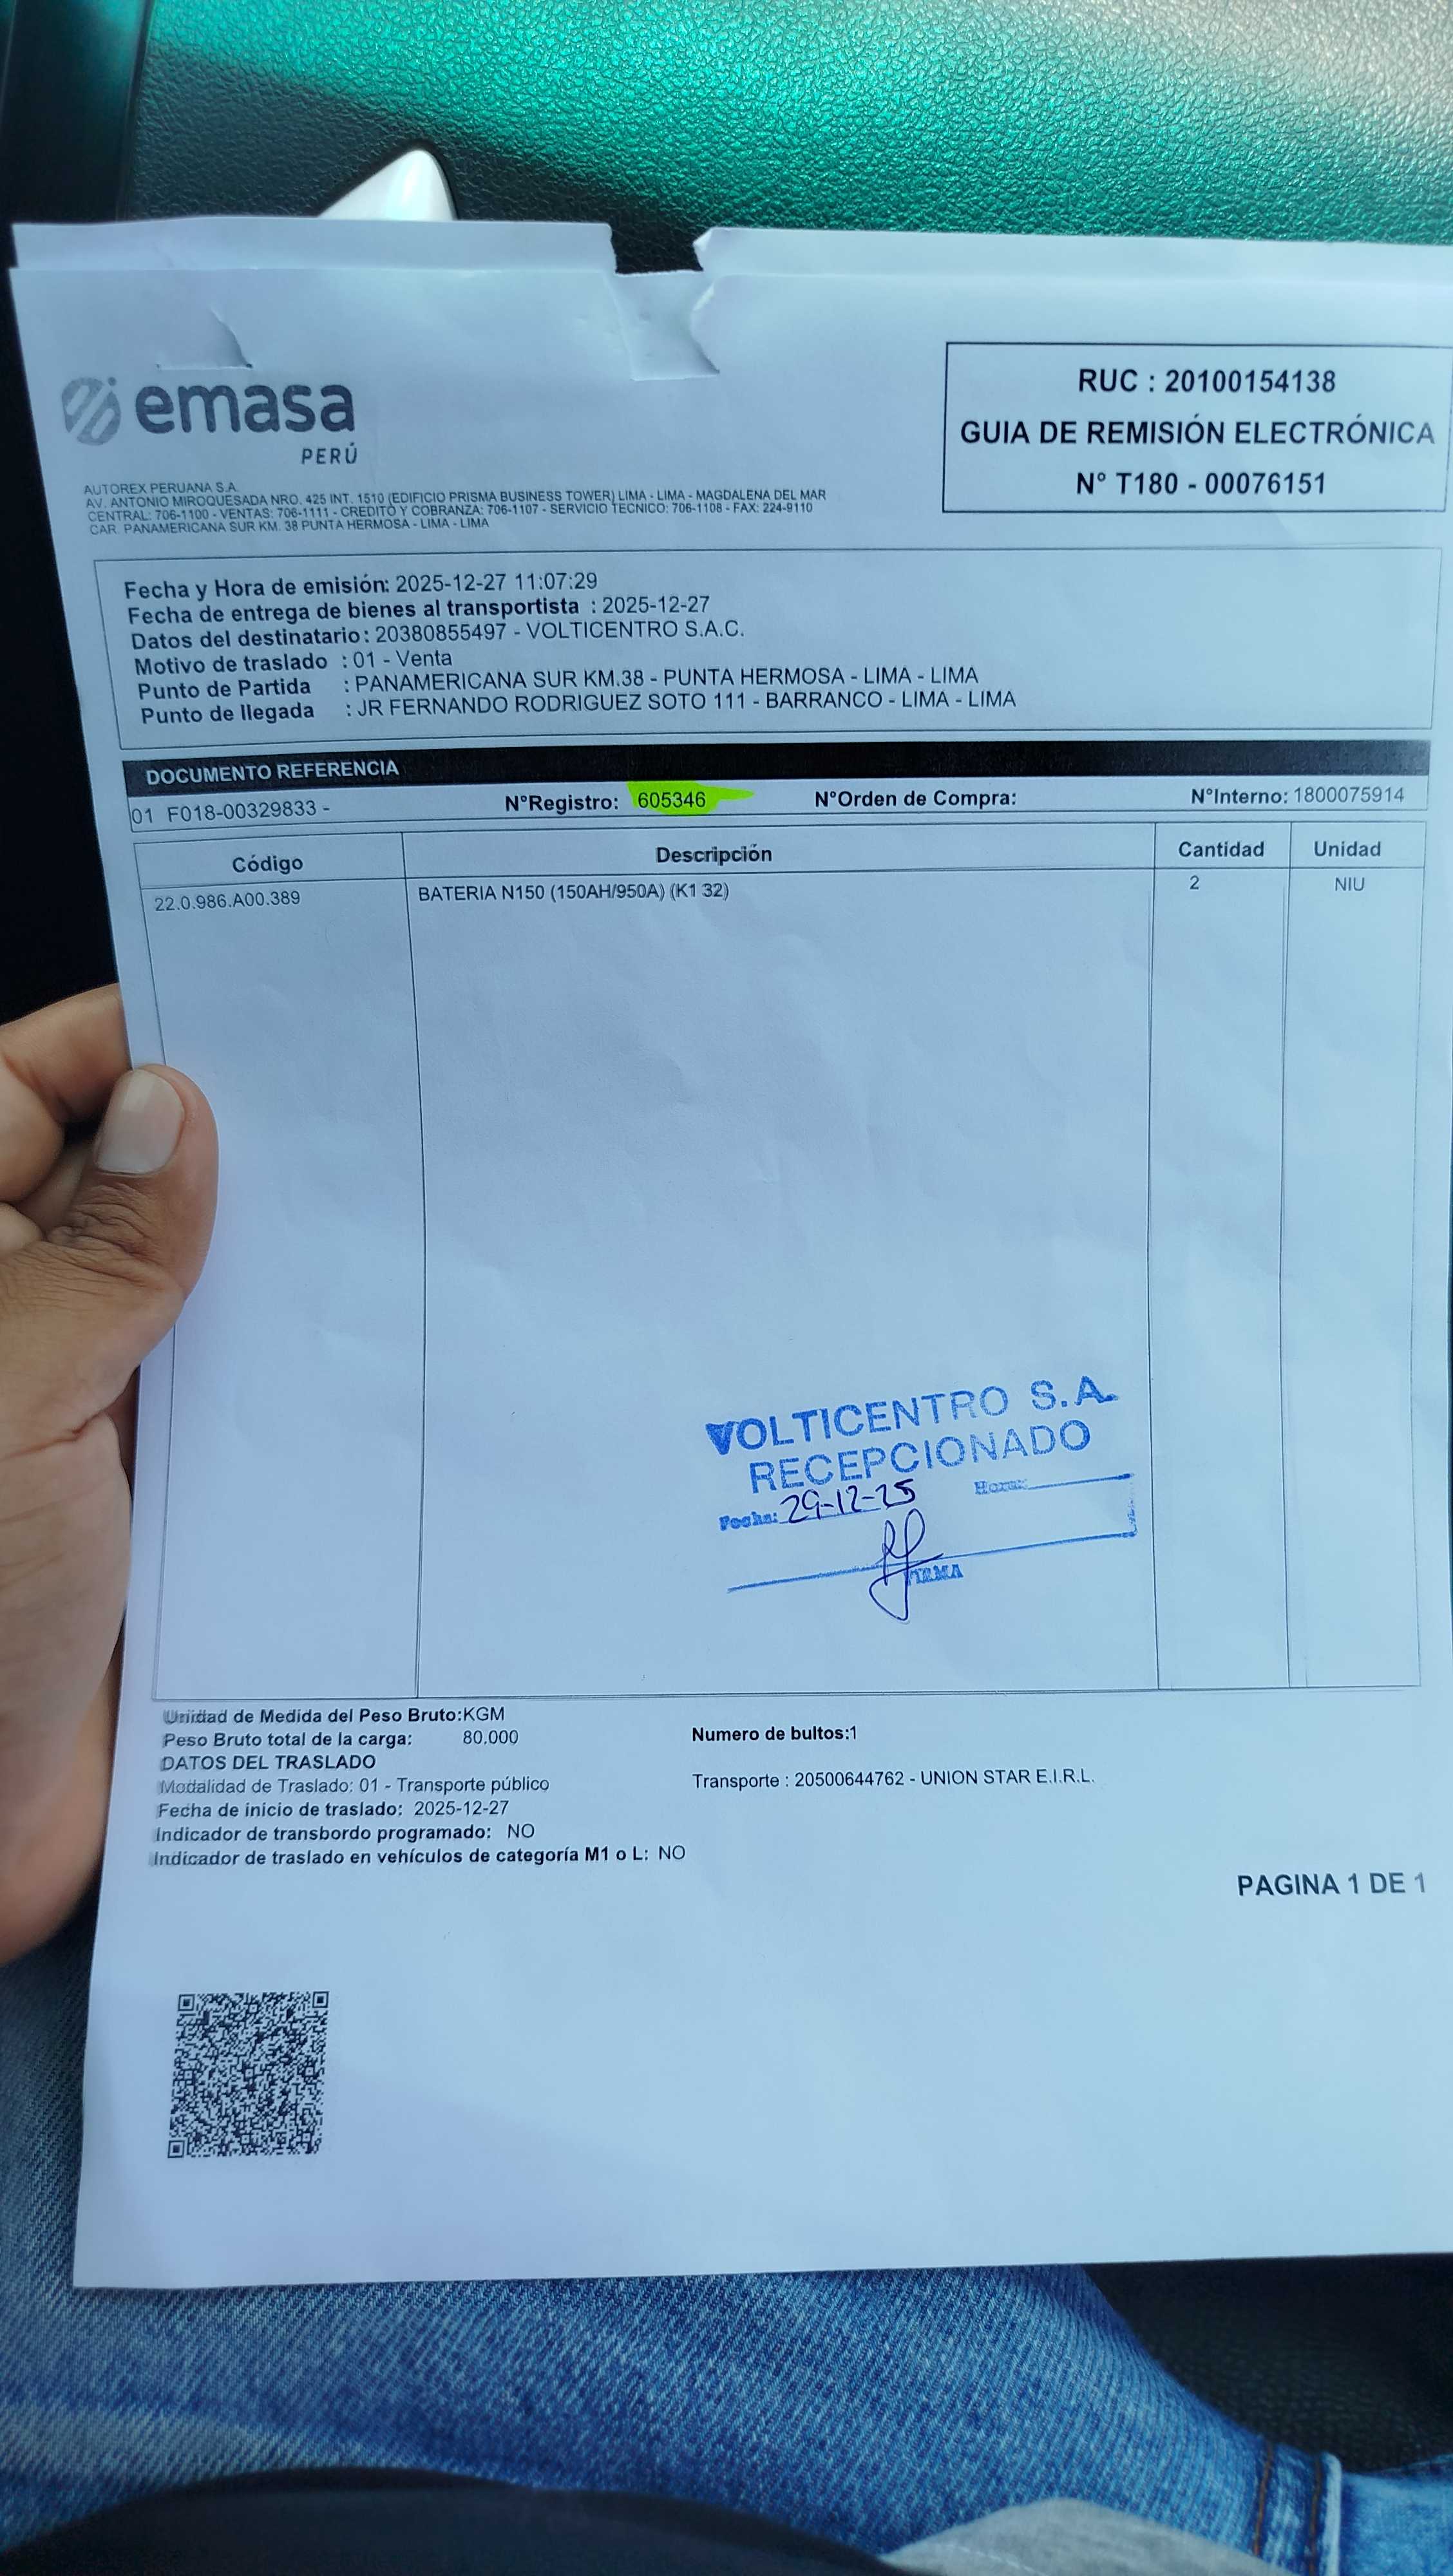 emasa
PERÚ
RUC : 20100154138
GUIA DE REMISIÓN ELECTRÓNICA
N° T180 - 00076151
AUTOREX PERUANA S.A.
AV. ANTONIO MIROQUESADA NRO. 425 INT. 1510 (EDIFICIO PRISMA BUSINESS TOWER) LIMA - LIMA - MAGDALENA DEL MAR
CENTRAL: 706-1100 - VENTAS: 706-1111 - CREDITO Y COBRANZA: 706-1107 - SERVICIO TECNICO: 706-1108 - FAX: 224-9110
CAR. PANAMERICANA SUR KM. 38 PUNTA HERMOSA - LIMA - LIMA
Fecha y Hora de emisión: 2025-12-27 11:07:29
Fecha de entrega de bienes al transportista : 2025-12-27
Datos del destinatario: 20380855497 - VOLTICENTRO S.A.C.
Motivo de traslado : 01 - Venta
Punto de Partida : PANAMERICANA SUR KM.38 - PUNTA HERMOSA - LIMA - LIMA
Punto de llegada : JR FERNANDO RODRIGUEZ SOTO 111 - BARRANCO - LIMA - LIMA
DOCUMENTO REFERENCIA
01 F018-00329833 - N°Registro: 605346 N°Orden de Compra: N°Interno: 1800075914
Código Descripción Cantidad Unidad
22.0.986.A00.389 BATERIA N150 (150AH/950A) (K1 32) 2 NIU
VOLTICENTRO S.A.
RECEPCIONADO
Fecha: 29-12-25 Hora:
FIRMA
Unidad de Medida del Peso Bruto:KGM
Peso Bruto total de la carga: 80.000 Numero de bultos:1
DATOS DEL TRASLADO
Modalidad de Traslado: 01 - Transporte público Transporte : 20500644762 - UNION STAR E.I.R.L.
Fecha de inicio de traslado: 2025-12-27
Indicador de transbordo programado: NO
Indicador de traslado en vehículos de categoría M1 o L: NO
PAGINA 1 DE 1